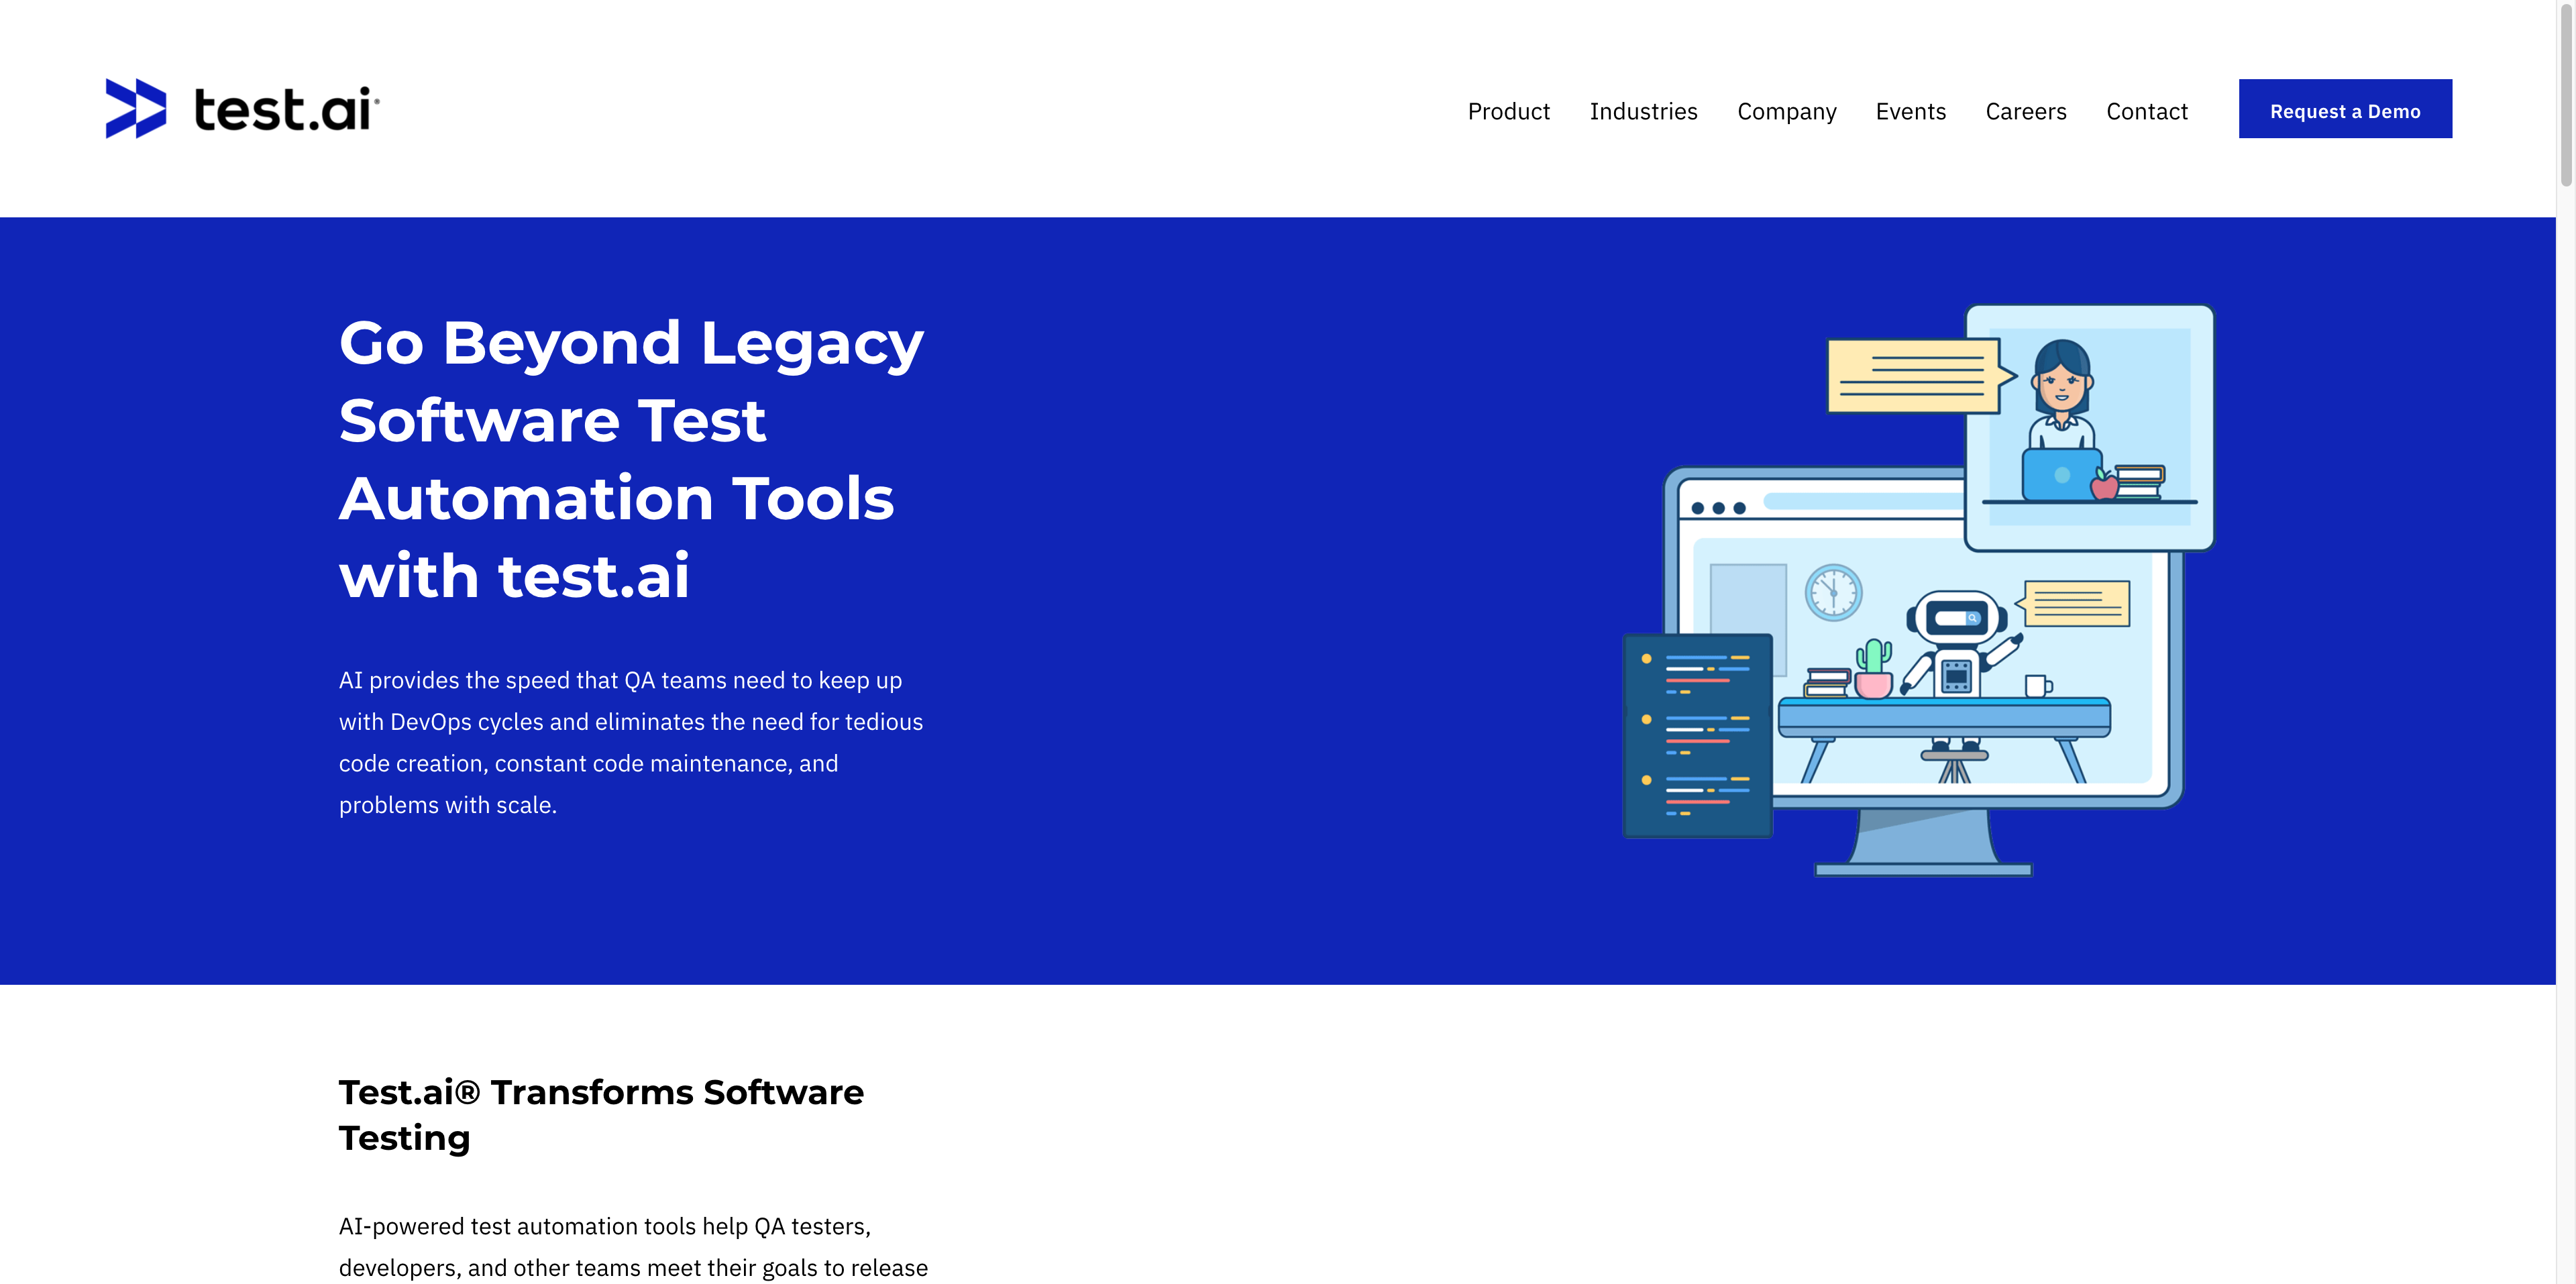 test.ai®
Product Industries Company Events Careers Contact Request a Demo
Go Beyond Legacy
Software Test
Automation Tools
with test.ai
AI provides the speed that QA teams need to keep up
with DevOps cycles and eliminates the need for tedious
code creation, constant code maintenance, and
problems with scale.
Test.ai® Transforms Software
Testing
AI-powered test automation tools help QA testers,
developers, and other teams meet their goals to release